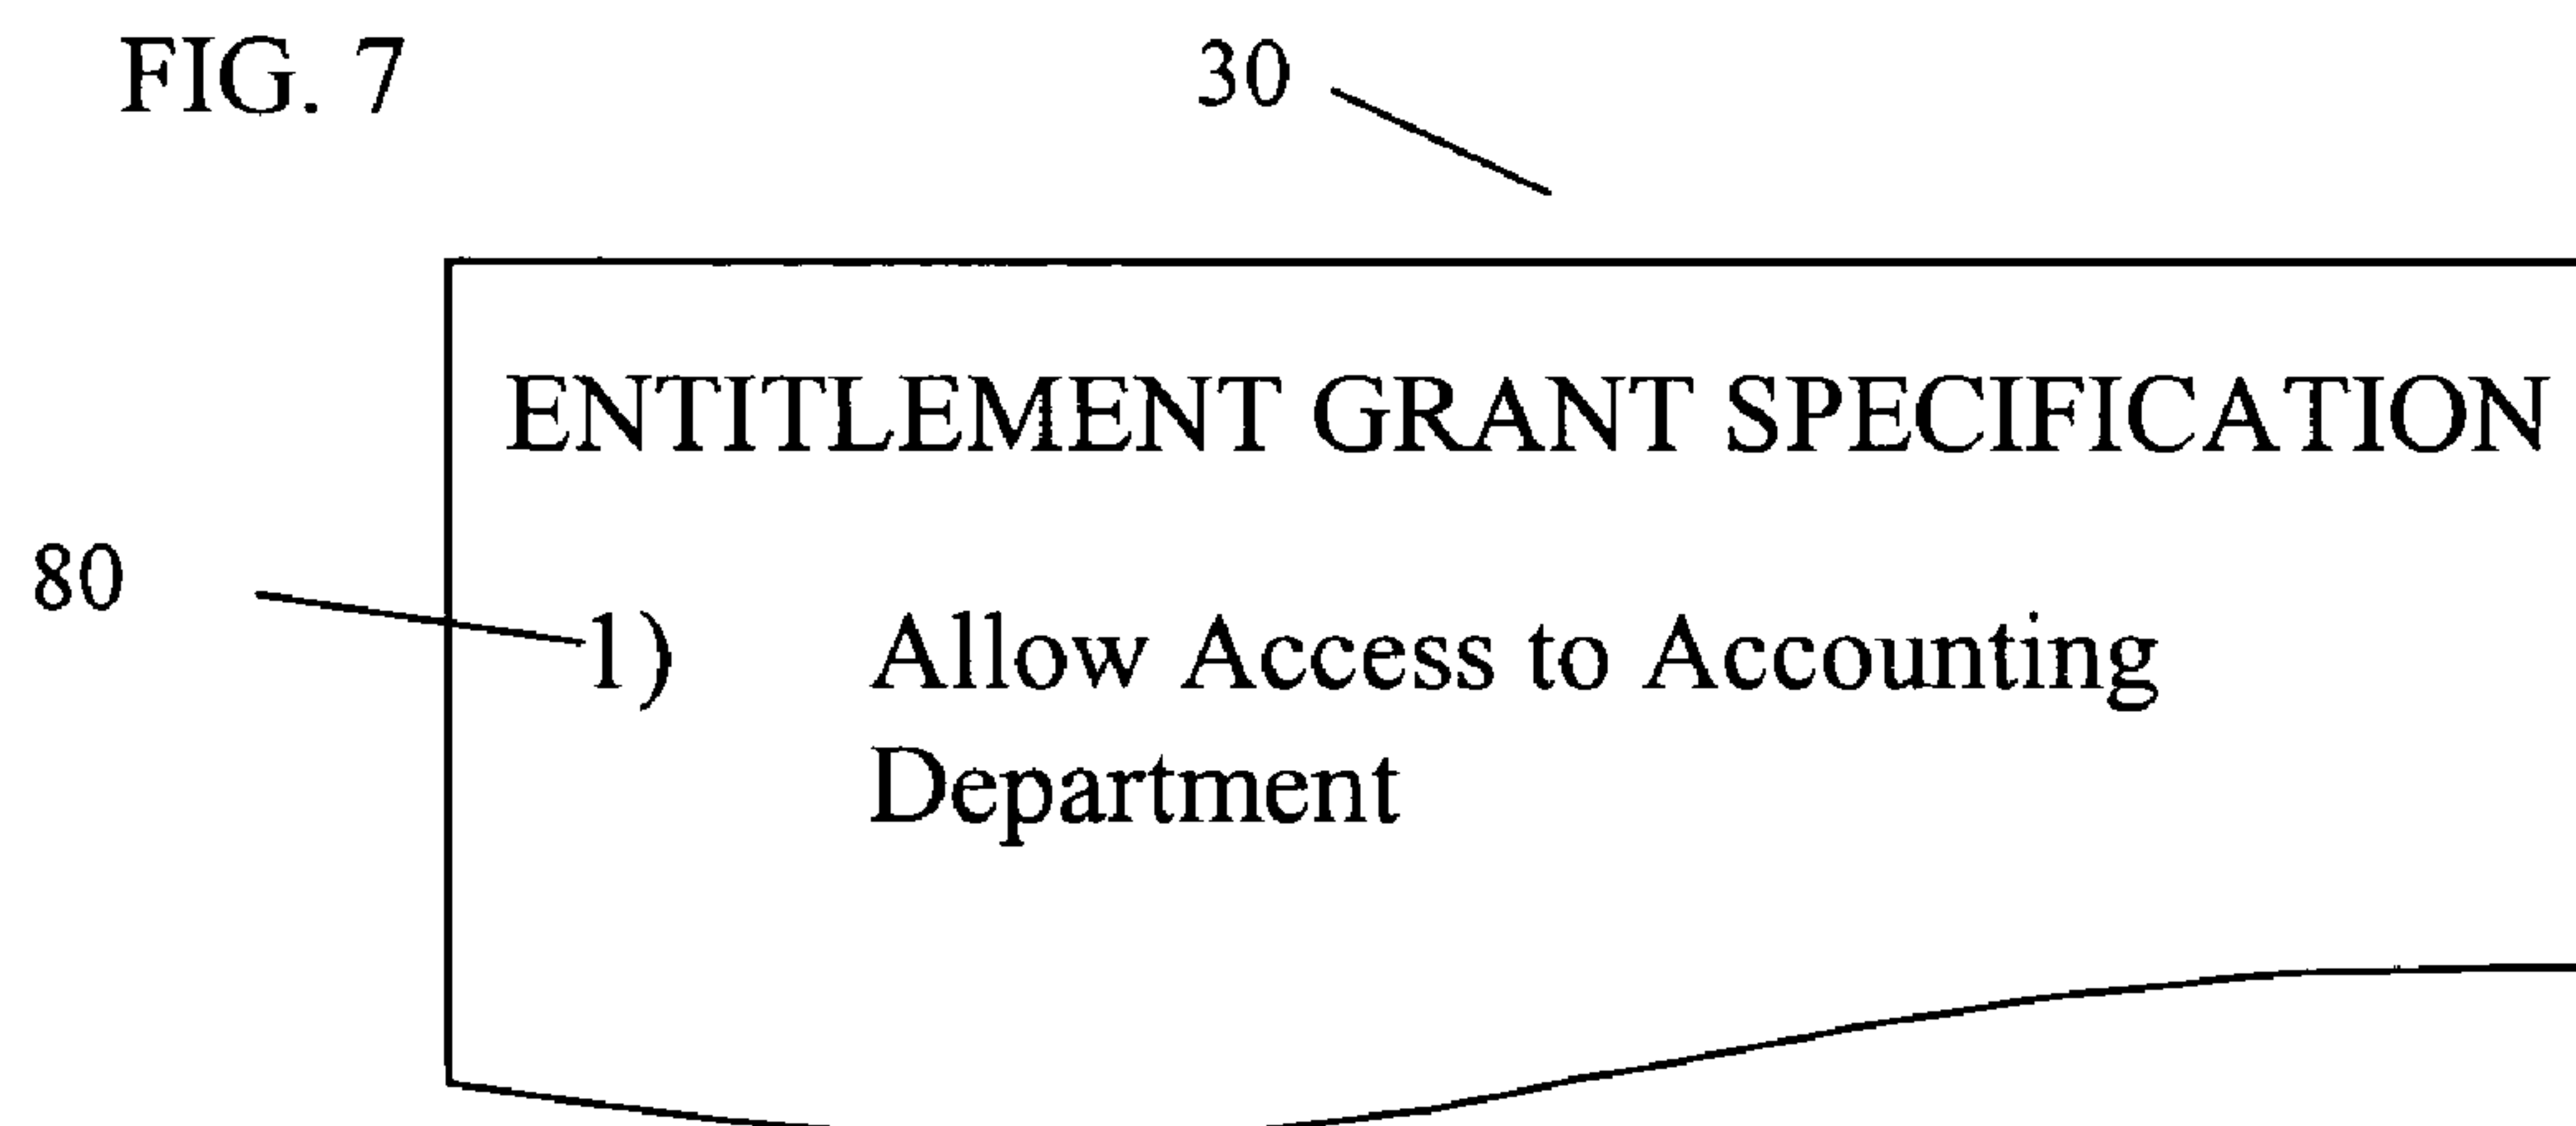 FIG. 7
30
ENTITLEMENT GRANT SPECIFICATION
80
1) Allow Access to Accounting
Department